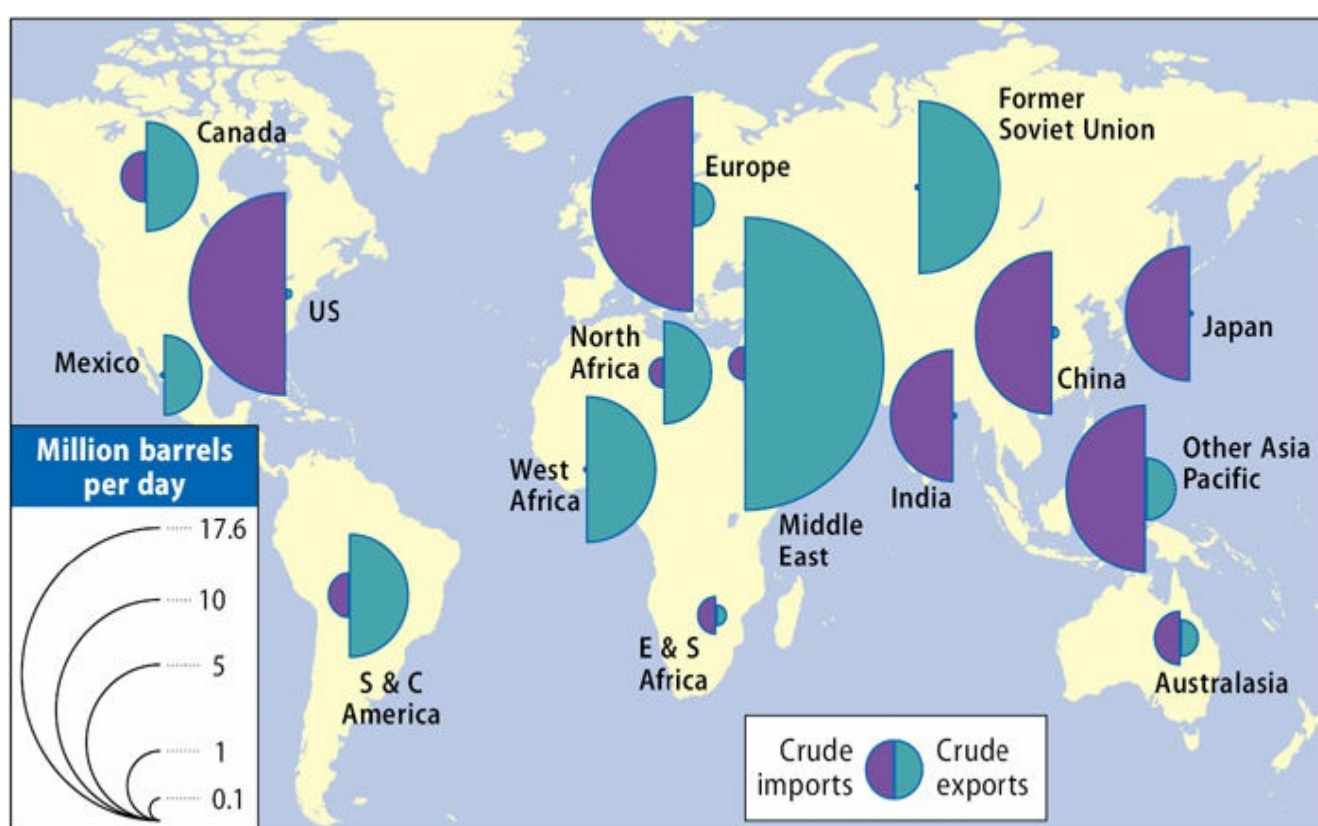 Canada
US
Mexico
Europe
Former
Soviet Union
North
Africa
West
Africa
Middle
East
India
China
Japan
Other Asia
Pacific
S & C
America
E & S
Africa
Australasia
Million barrels
per day
17.6
10
5
1
0.1
Crude
imports
Crude
exports